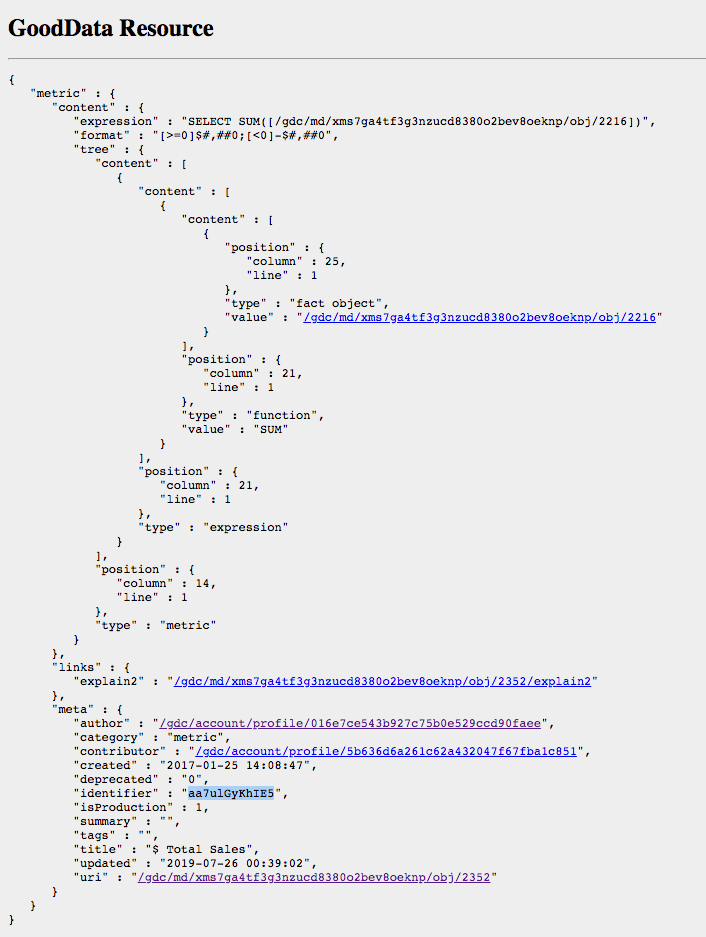 GoodData Resource
{
"metric" : {
"content" : {
"expression" : "SELECT SUM([/gdc/md/xms7ga4tf3g3nzucd8380o2bev8oeknp/obj/2216])",
"format" : "[>=0]$#,##0;[<0]-$#,##0",
"tree" : {
"content" : [
{
"content" : [
{
"content" : [
{
"position" : {
"column" : 25,
"line" : 1
},
"type" : "fact object",
"value" : "/gdc/md/xms7ga4tf3g3nzucd8380o2bev8oeknp/obj/2216"
}
],
"position" : {
"column" : 21,
"line" : 1
},
"type" : "function",
"value" : "SUM"
}
],
"position" : {
"column" : 21,
"line" : 1
},
"type" : "expression"
}
],
"position" : {
"column" : 14,
"line" : 1
},
"type" : "metric"
}
},
"links" : {
"explain2" : "/gdc/md/xms7ga4tf3g3nzucd8380o2bev8oeknp/obj/2352/explain2"
},
"meta" : {
"author" : "/gdc/account/profile/016e7ce543b927c75b0e529ccd90faee",
"category" : "metric",
"contributor" : "/gdc/account/profile/5b636d6a261c62a432047f67fba1c851",
"created" : "2017-01-25 14:08:47",
"deprecated" : "0",
"identifier" : "aa7ulGyKhIE5",
"isProduction" : 1,
"summary" : "",
"tags" : "",
"title" : "$ Total Sales",
"updated" : "2019-07-26 00:39:02",
"uri" : "/gdc/md/xms7ga4tf3g3nzucd8380o2bev8oeknp/obj/2352"
}
}
}